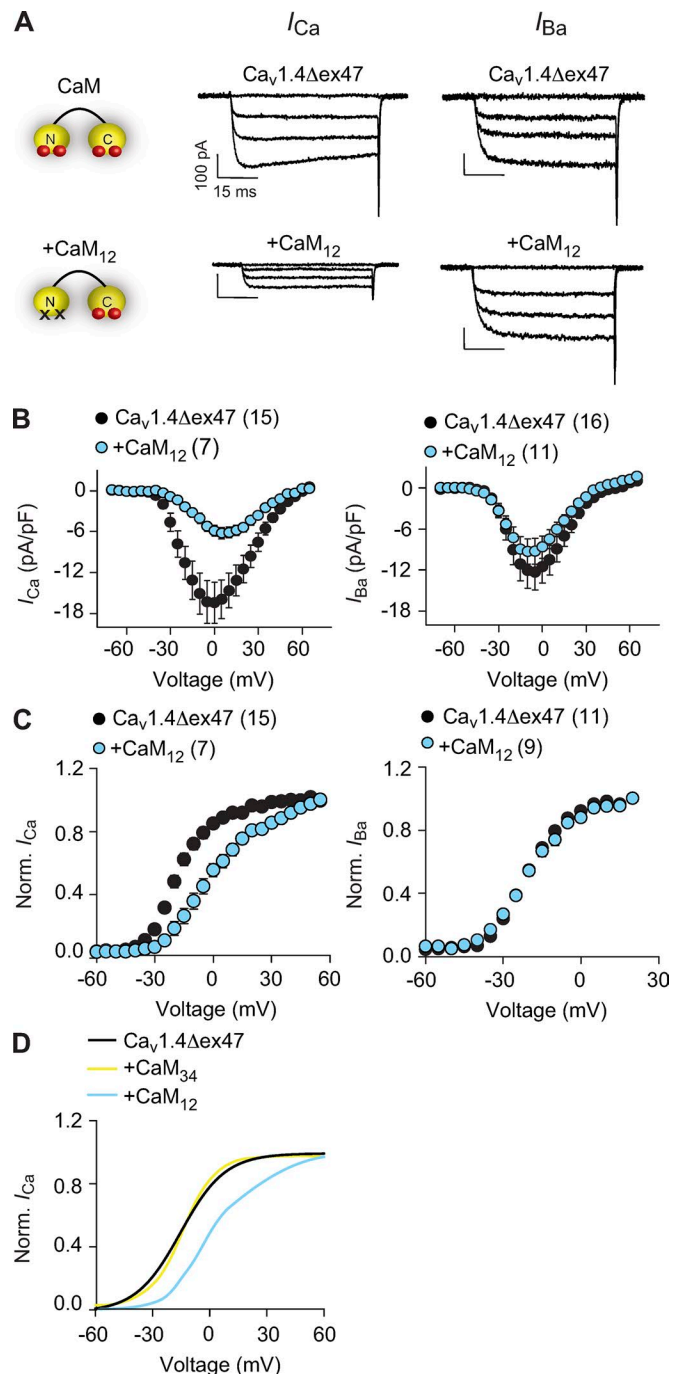 A
I Ca
I Ba
CaM
N C
Cav1.4Δex47
Cav1.4Δex47
100 pA
15 ms
+CaM12
N C
X X
+CaM12
+CaM12
B
Cav1.4Δex47 (15)
+CaM12 (7)
ICa (pA/pF)
0
-6
-12
-18
-60 -30 0 30 60
Voltage (mV)
Cav1.4Δex47 (16)
+CaM12 (11)
IBa (pA/pF)
0
-6
-12
-18
-60 -30 0 30 60
Voltage (mV)
C
Cav1.4Δex47 (15)
+CaM12 (7)
Norm. ICa
1.2
0.8
0.4
0.0
-60 -30 0 30 60
Voltage (mV)
Cav1.4Δex47 (11)
+CaM12 (9)
Norm. IBa
1.2
0.8
0.4
0.0
-60 -30 0 30
Voltage (mV)
D
Cav1.4Δex47
+CaM34
+CaM12
Norm. ICa
1.2
0.8
0.4
0.0
-60 -30 0 30 60
Voltage (mV)